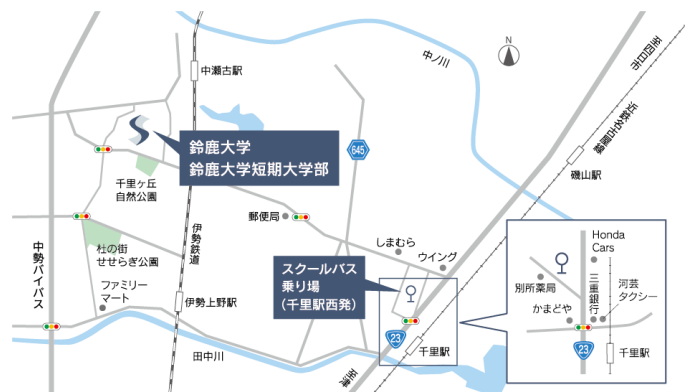 中瀬古駅
中ノ川
N
至四日市
近鉄名古屋線
鈴鹿大学
鈴鹿大学短期大学部
645
磯山駅
千里ヶ丘
自然公園
郵便局
伊勢鉄道
しまむら
ウイング
中勢バイパス
杜の街
せせらぎ公園
スクールバス
乗り場
(千里駅西発)
ファミリー
マート
伊勢上野駅
田中川
23
千里駅
至津
Honda
Cars
別所薬局
三重銀行
河芸
タクシー
かまどや
23
千里駅